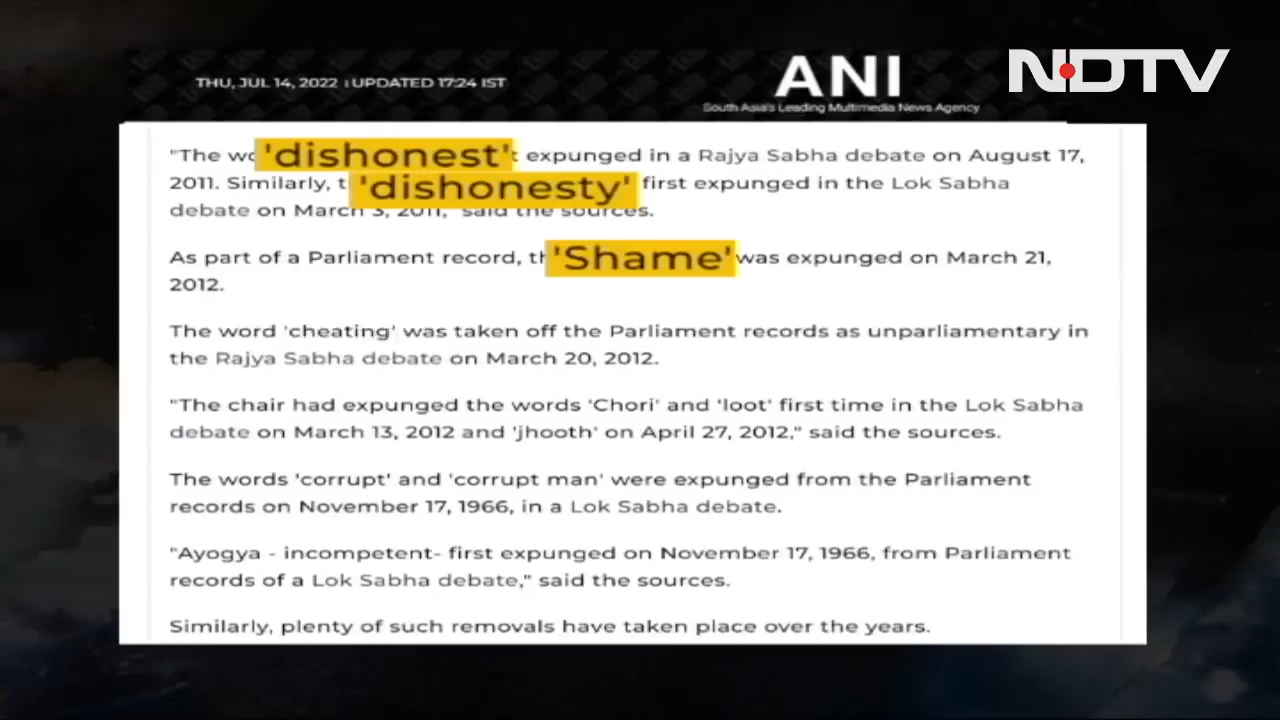 THU, JUL 14, 2022 | UPDATED 17:24 IST
ANI
South Asia's Leading Multimedia News Agency
NDTV
"The 'dishonest' expunged in a Rajya Sabha debate on August 17,
2011. Similarly, 'dishonesty' first expunged in the Lok Sabha
debate on March 3, 2011," said the sources.
As part of a Parliament record, 'Shame' was expunged on March 21,
2012.
The word 'cheating' was taken off the Parliament records as unparliamentary in
the Rajya Sabha debate on March 20, 2012.
"The chair had expunged the words 'Chori' and 'loot' first time in the Lok Sabha
debate on March 13, 2012 and 'jhooth' on April 27, 2012," said the sources.
The words 'corrupt' and 'corrupt man' were expunged from the Parliament
records on November 17, 1966, in a Lok Sabha debate.
"Ayogya - incompetent- first expunged on November 17, 1966, from Parliament
records of a Lok Sabha debate," said the sources.
Similarly, plenty of such removals have taken place over the years.